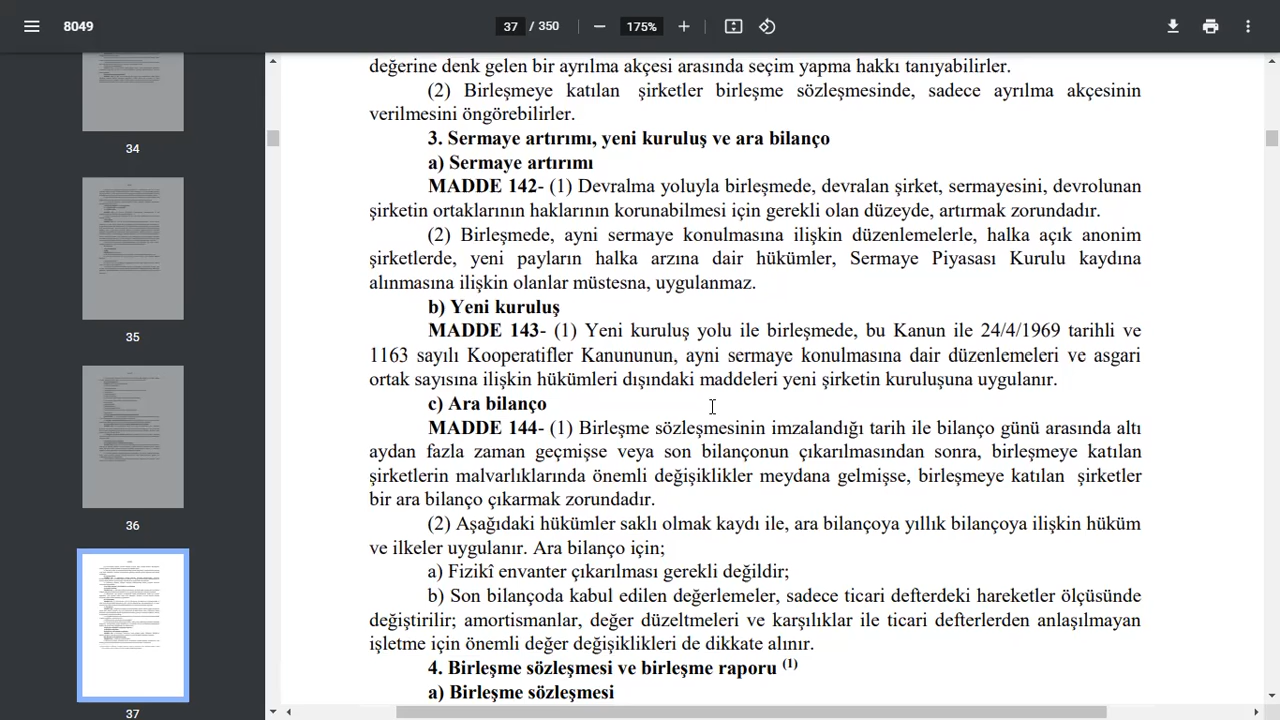 8049
37 / 350
175%
34
35
36
37
arasında seçim hakkı tanıyabilirler.
(2) Birleşmeye katılan şirketler birleşme sözleşmesinde, sadece ayrılma akçesinin
verilmesini öngörebilirler.
3. Sermaye artırımı, yeni kuruluş ve ara bilanço
a) Sermaye artırımı
MADDE 142- (1) Devralma yoluyla birleşmede, devralan şirket, sermayesini, devrolunan
şirketin ortaklarının haklarının korunabilmesi için gerekli olan düzeyde, artırmak zorundadır.
(2) Birleşmede, ayni sermaye konulmasına ilişkin düzenlemelerle halka açık anonim
şirketlerde, yeni payların halka arzına dair hükümler, Sermaye Piyasası Kurulu kaydına
alınmasına ilişkin olanlar müstesna, uygulanmaz.
b) Yeni kuruluş
MADDE 143- (1) Yeni kuruluş yolu ile birleşmede, bu Kanun ile 24/4/1969 tarihli ve
1163 sayılı Kooperatifler Kanununun, ayni sermaye konulmasına dair düzenlemeleri ve asgari
ortak sayısına ilişkin hükümleri dışındaki maddeleri yeni şirketin kuruluşuna uygulanır.
c) Ara bilanço
MADDE 144- (1) Birleşme sözleşmesinin imzalandığı tarih ile bilanço günü arasında altı
aydan fazla zaman geçmişse veya son bilançonun çıkarılmasından sonra, birleşmeye katılan
şirketlerin malvarlıklarında önemli değişiklikler meydana gelmişse, birleşmeye katılan şirketler
bir ara bilanço çıkarmak zorundadır.
(2) Aşağıdaki hükümler saklı olmak kaydı ile, ara bilançoya yıllık bilançoya ilişkin hüküm
ve ilkeler uygulanır. Ara bilanço için;
a) Fizikî envanter çıkarılması gerekli değildir;
b) Son bilançoda kabul edilen değerlemeler, sadece ticari defterdeki hareketler ölçüsünde
değiştirilir; amortismanlar, değer düzeltmeleri ve karşılıklar ile ticari defterlerden anlaşılmayan
işletme için önemli değer değişiklikleri de dikkate alınır.
4. Birleşme sözleşmesi ve birleşme raporu (1)
a) Birleşme sözleşmesi